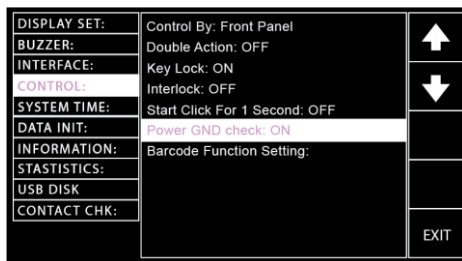 DISPLAY SET:
BUZZER:
INTERFACE:
CONTROL:
SYSTEM TIME:
DATA INIT:
INFORMATION:
STASTISTICS:
USB DISK
CONTACT CHK:
Control By: Front Panel
Double Action: OFF
Key Lock: ON
Interlock: OFF
Start Click For 1 Second: OFF
Power GND check: ON
Barcode Function Setting:
EXIT